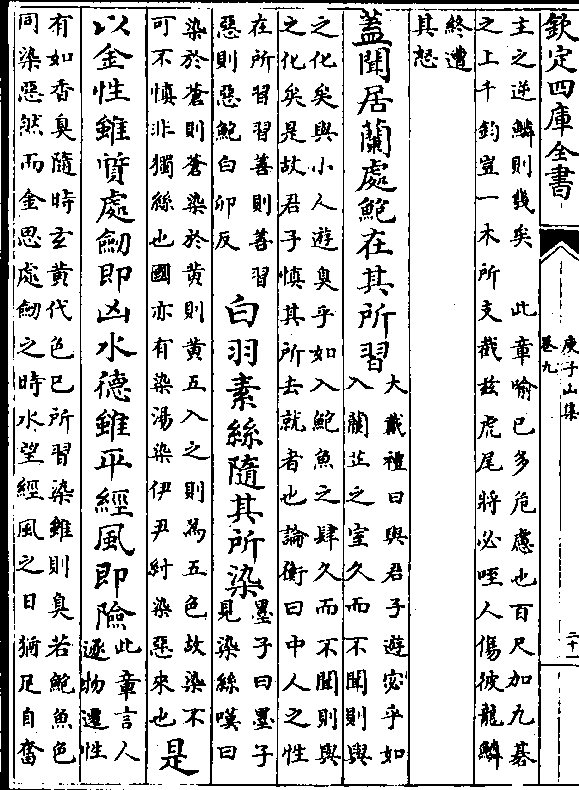 欽定四庫全書
庚子山集
卷九
二十一
主之逆鱗則幾矣　此章喻已多危慮也百尺加九碁
之上千鈞豈一木所支截玆虎尾將必咥人傷彼龍鱗
終遭
其怒
蓋聞居蘭處鮑在其所習
大戴禮曰與君子遊宓乎如
入蘭芷之室久而不聞則與
之化矣與小人遊臭乎如入鮑魚之肆久而不聞則與
之化矣是故君子慎其所去就者也論衡曰中人之性
在所習習善則善習
惡則惡鮑白卯反
白羽素絲隨其所染
墨子曰墨子
見染絲嘆曰
染於蒼則蒼染於黄則黄五入之則為五色故染不
可不慎非獨絲也國亦有染湯染伊尹紂染惡來也
是
以金性雖質處劒即凶水德雖平經風即險
此章言人
逐物遷性
有如香臭隨時玄黄代色已所習染雖則臭若鮑魚色
同染惡然而金思處劒之時水望經風之日猶足自奮